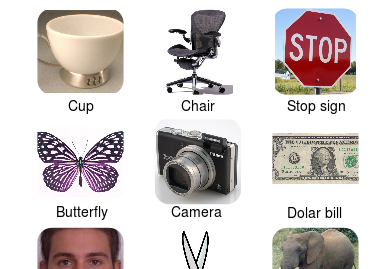 STOP
Cup
Chair
Stop sign
Butterfly
Camera
Dolar bill